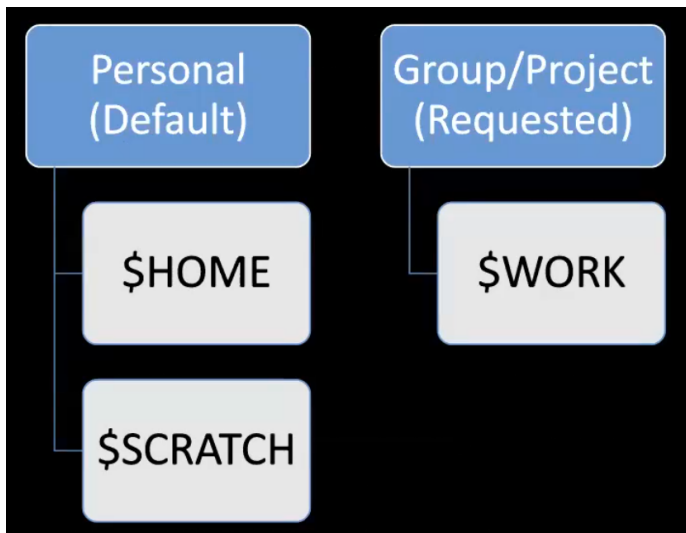 Personal
(Default)
$HOME
$SCRATCH
Group/Project
(Requested)
$WORK